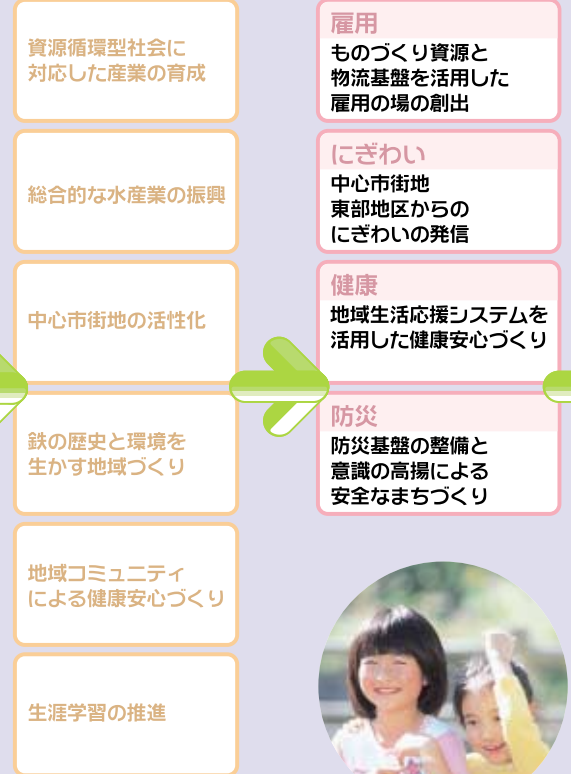 資源循環型社会に
対応した産業の育成
総合的な水産業の振興
中心市街地の活性化
鉄の歴史と環境を
生かす地域づくり
地域コミュニティ
による健康安心づくり
生涯学習の推進
雇用
ものづくり資源と
物流基盤を活用した
雇用の場の創出
にぎわい
中心市街地
東部地区からの
にぎわいの発信
健康
地域生活応援システムを
活用した健康安心づくり
防災
防災基盤の整備と
意識の高揚による
安全なまちづくり